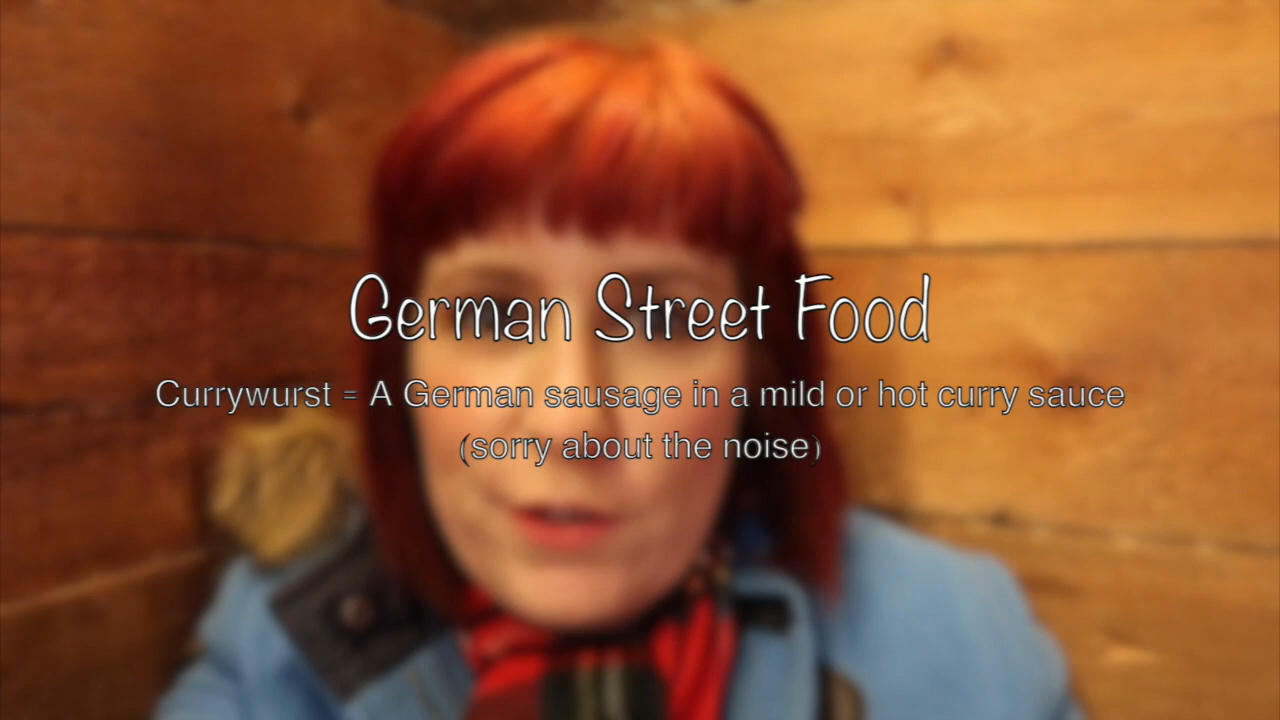 German Street Food
Currywurst = A German sausage in a mild or hot curry sauce
(sorry about the noise)